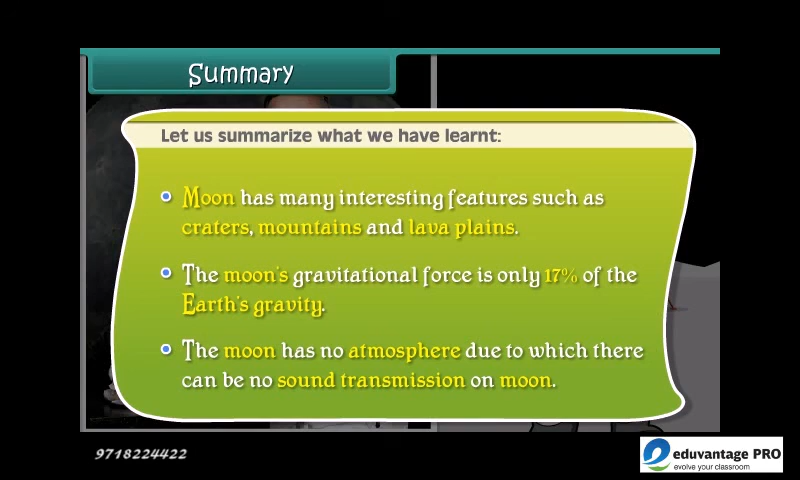 Summary
Let us summarize what we have learnt:
Moon has many interesting features such as
craters, mountains and lava plains.
The moon's gravitational force is only 17% of the
Earth's gravity.
The moon has no atmosphere due to which there
can be no sound transmission on moon.
9718224422
eduvantage PRO
evolve your classroom